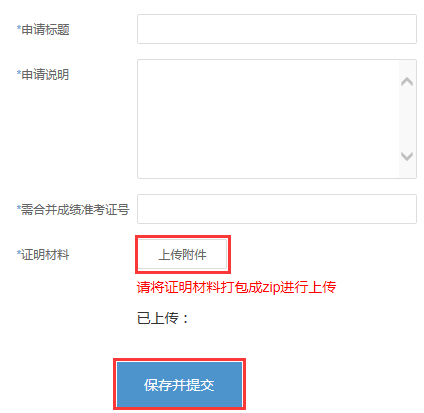 *申请标题
*申请说明
*需合并成绩准考证号
*证明材料 上传附件
请将证明材料打包成zip进行上传
已上传：
保存并提交